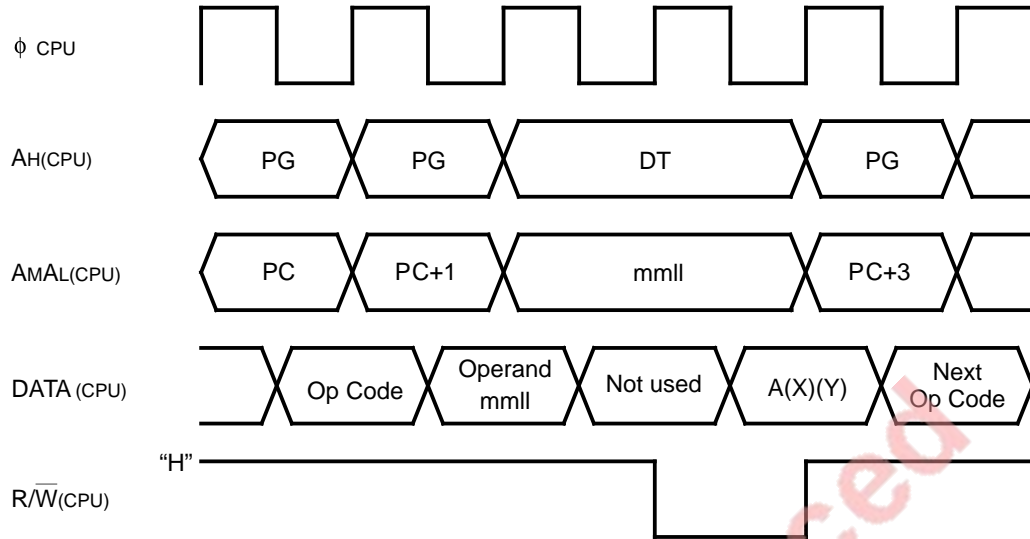 ϕ CPU
AH(CPU) PG PG DT PG
AMAL(CPU) PC PC+1 mmll PC+3
DATA (CPU) Op Code Operand mmll Not used A(X)(Y) Next Op Code
"H"
R/W̅(CPU)